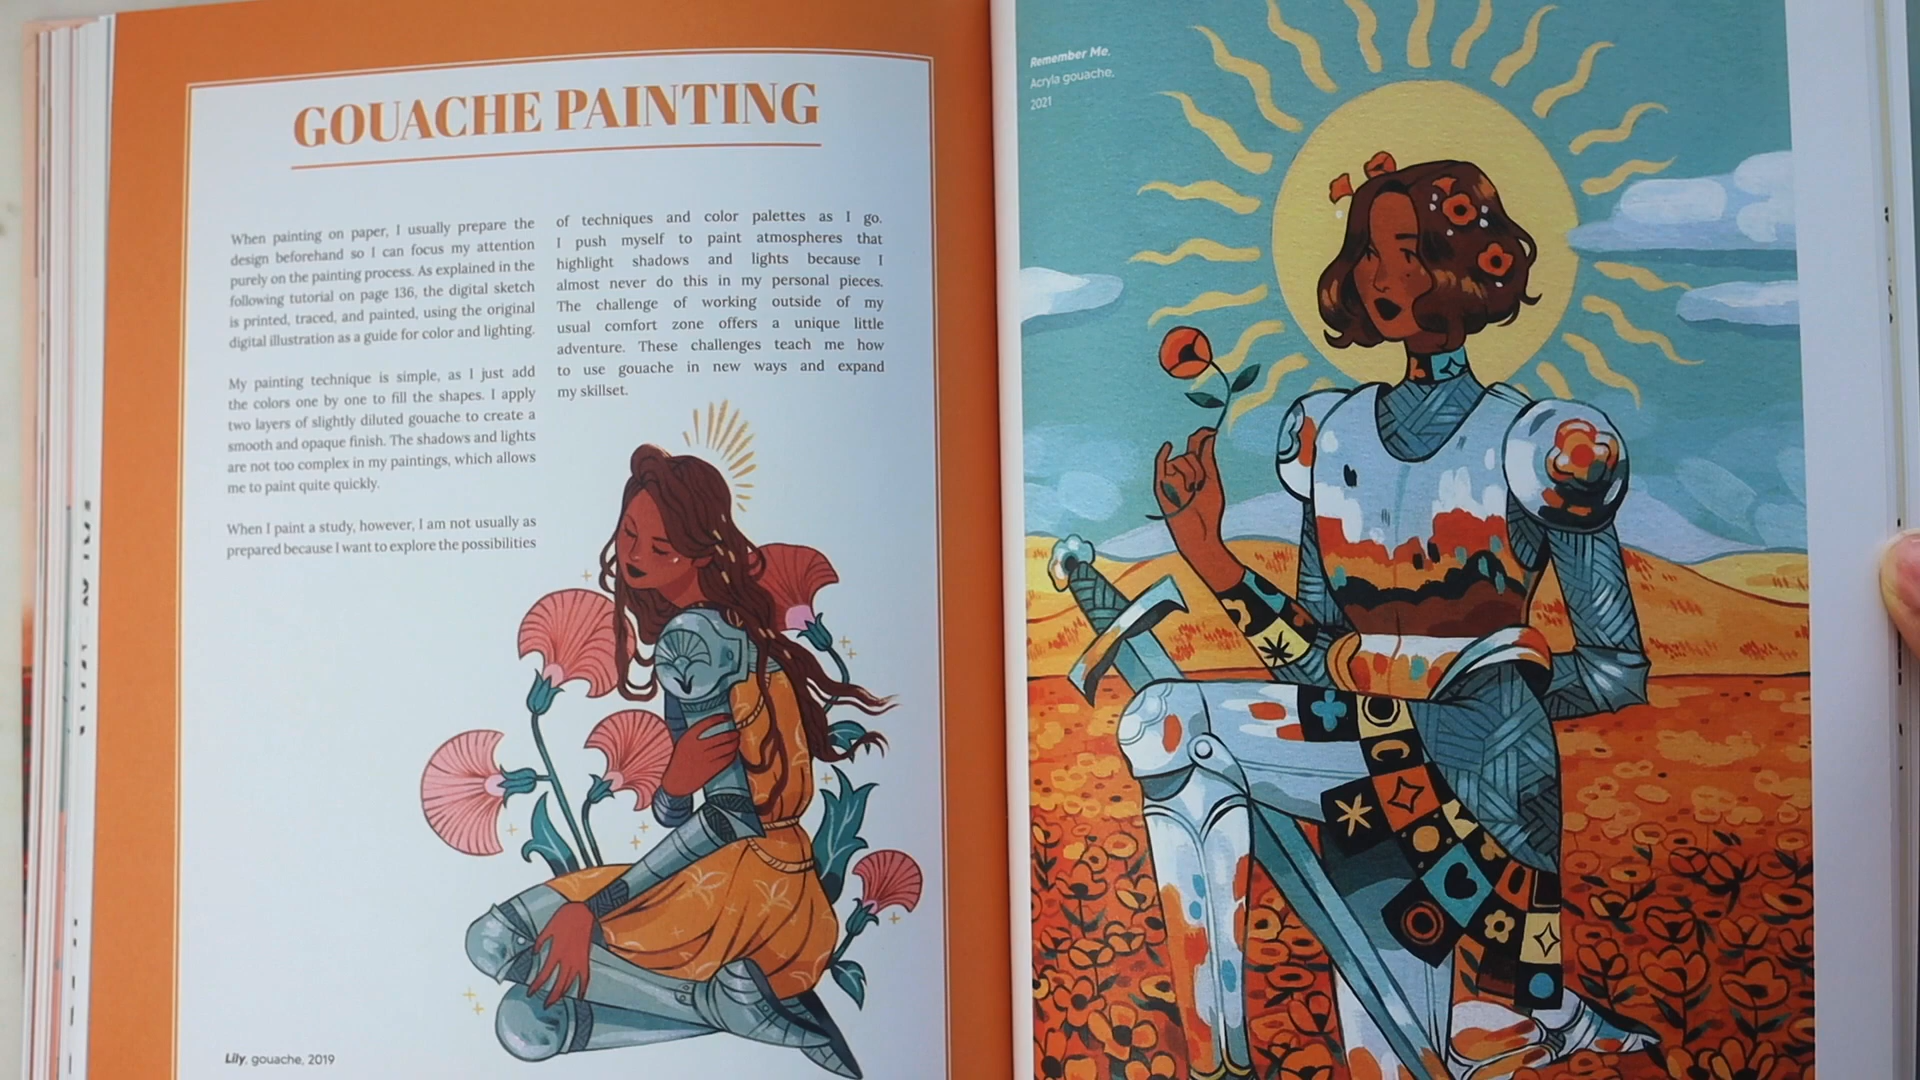 GOUACHE PAINTING
When painting on paper, I usually prepare the
design beforehand so I can focus my attention
purely on the painting process. As explained in the
following tutorial on page 136, the digital sketch
is printed, traced, and painted, using the original
digital illustration as a guide for color and lighting.
My painting technique is simple, as I just add
the colors one by one to fill the shapes. I apply
two layers of slightly diluted gouache to create a
smooth and opaque finish. The shadows and lights
are not too complex in my paintings, which allows
me to paint quite quickly.
When I paint a study, however, I am not usually as
prepared because I want to explore the possibilities
of techniques and color palettes as I go.
I push myself to paint atmospheres that
highlight shadows and lights because I
almost never do this in my personal pieces.
The challenge of working outside of my
usual comfort zone offers a unique little
adventure. These challenges teach me how
to use gouache in new ways and expand
my skillset.
Lily, gouache, 2019
Remember Me.
Acryla gouache.
2021